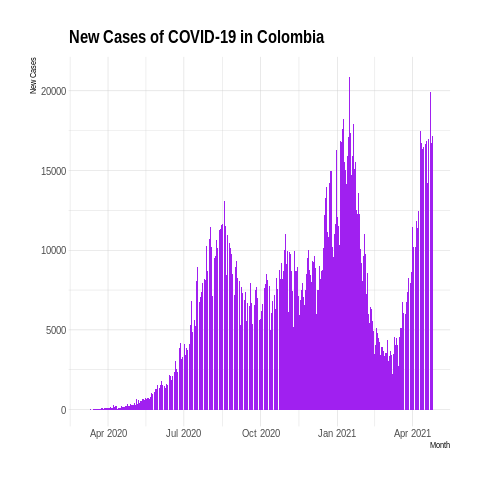 New Cases of COVID-19 in Colombia
New Cases
20000
15000
10000
5000
0
Apr 2020 Jul 2020 Oct 2020 Jan 2021 Apr 2021
Month